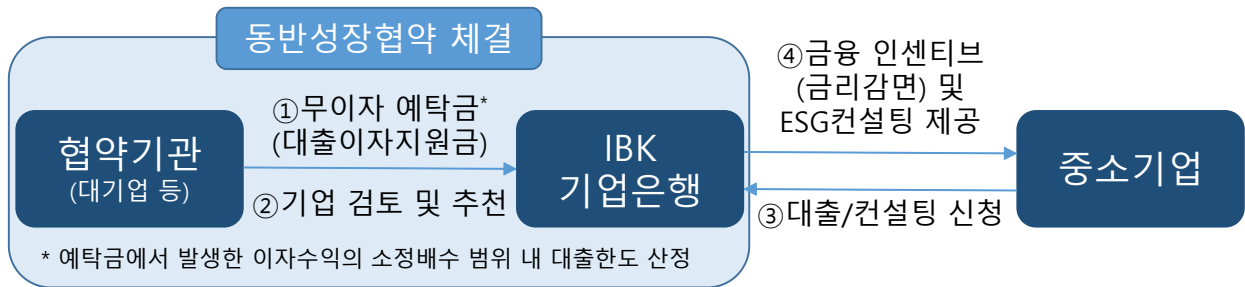 동반성장협약 체결
협약기관
(대기업 등)
①무이자 예탁금*
(대출이자지원금)
②기업 검토 및 추천
IBK
기업은행
* 예탁금에서 발생한 이자수익의 소정배수 범위 내 대출한도 산정
④금융 인센티브
(금리감면) 및
ESG컨설팅 제공
③대출/컨설팅 신청
중소기업